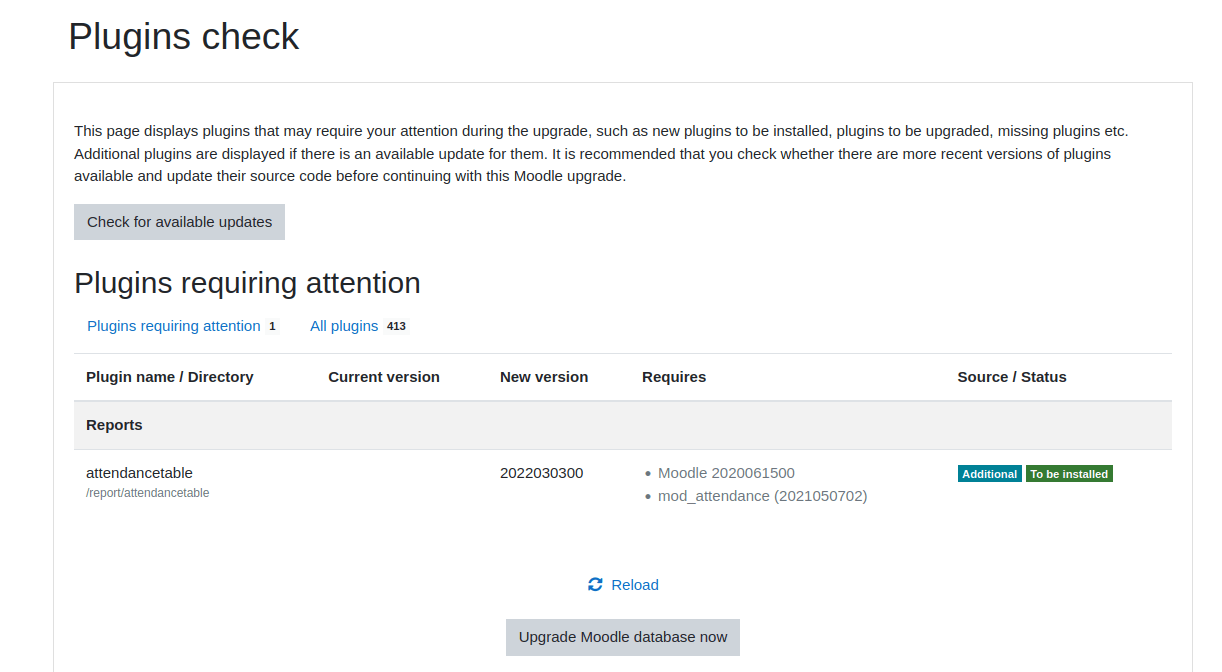 Plugins check
This page displays plugins that may require your attention during the upgrade, such as new plugins to be installed, plugins to be upgraded, missing plugins etc.
Additional plugins are displayed if there is an available update for them. It is recommended that you check whether there are more recent versions of plugins
available and update their source code before continuing with this Moodle upgrade.
Check for available updates
Plugins requiring attention
Plugins requiring attention 1 All plugins 413
Plugin name / Directory Current version New version Requires Source / Status
Reports
attendancetable 2022030300 • Moodle 2020061500 Additional To be installed
/report/attendancetable • mod_attendance (2021050702)
Reload
Upgrade Moodle database now